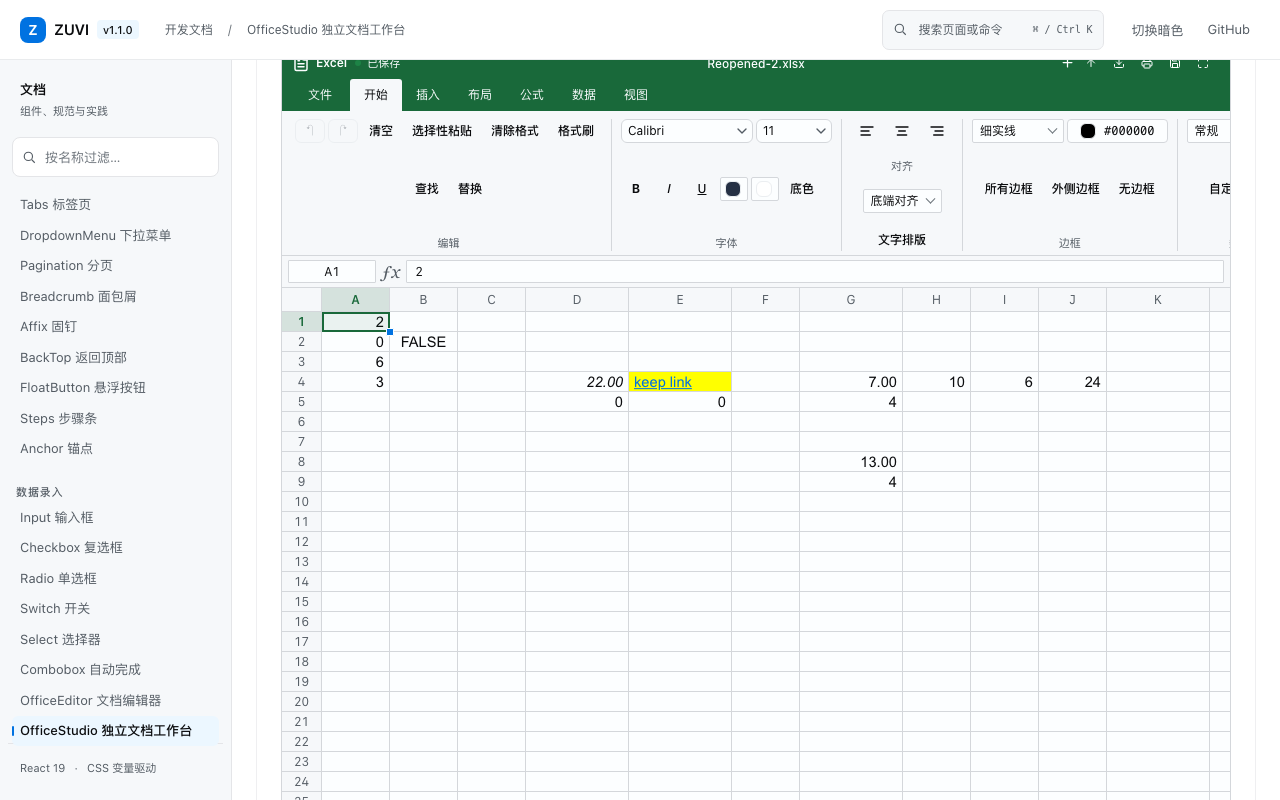 Z ZUVI v1.1.0 开发文档 / OfficeStudio 独立文档工作台 搜索页面或命令 ⌘ / Ctrl K 切换暗色 GitHub
文档
组件、规范与实践
按名称过滤...
Tabs 标签页
DropdownMenu 下拉菜单
Pagination 分页
Breadcrumb 面包屑
Affix 固钉
BackTop 返回顶部
FloatButton 悬浮按钮
Steps 步骤条
Anchor 锚点
数据录入
Input 输入框
Checkbox 复选框
Radio 单选框
Switch 开关
Select 选择器
Combobox 自动完成
OfficeEditor 文档编辑器
OfficeStudio 独立文档工作台
React 19 · CSS 变量驱动
Excel 已保存 Reopened-2.xlsx
文件 开始 插入 布局 公式 数据 视图
清空 选择性粘贴 清除格式 格式刷
查找 替换
编辑
Calibri 11
B I U 底色
字体
对齐
底端对齐
文字排版
细实线 #000000
所有边框 外侧边框 无边框
边框
常规
自定
A1 fx 2
A B C D E F G H I J K
1 2
2 0 FALSE
3 6
4 3 22.00 keep link 7.00 10 6 24
5 0 0 4
6
7
8 13.00
9 4
10
11
12
13
14
15
16
17
18
19
20
21
22
23
24
25